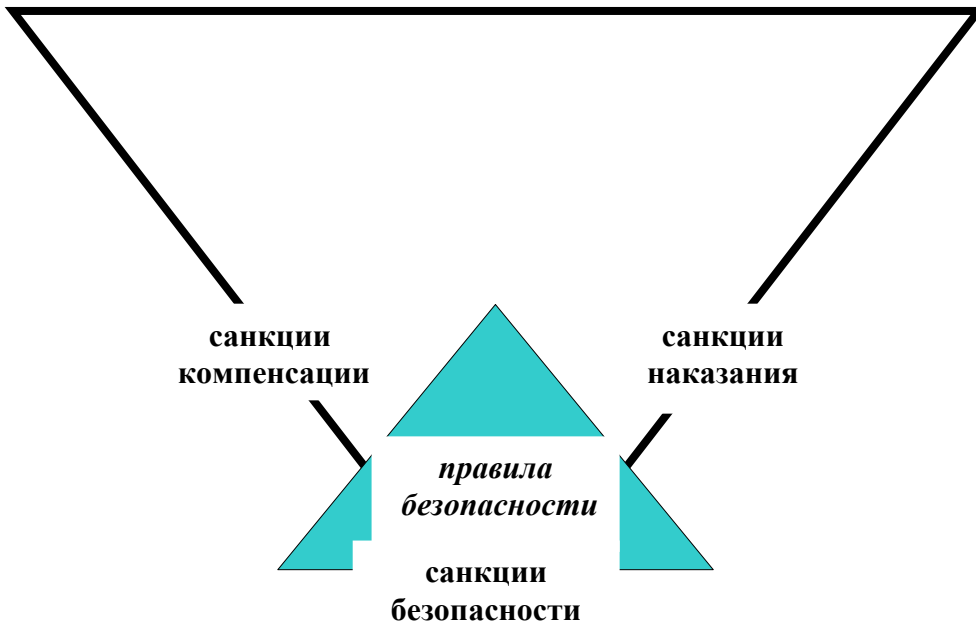 санкции
компенсации
санкции
наказания
правила
безопасности
санкции
безопасности